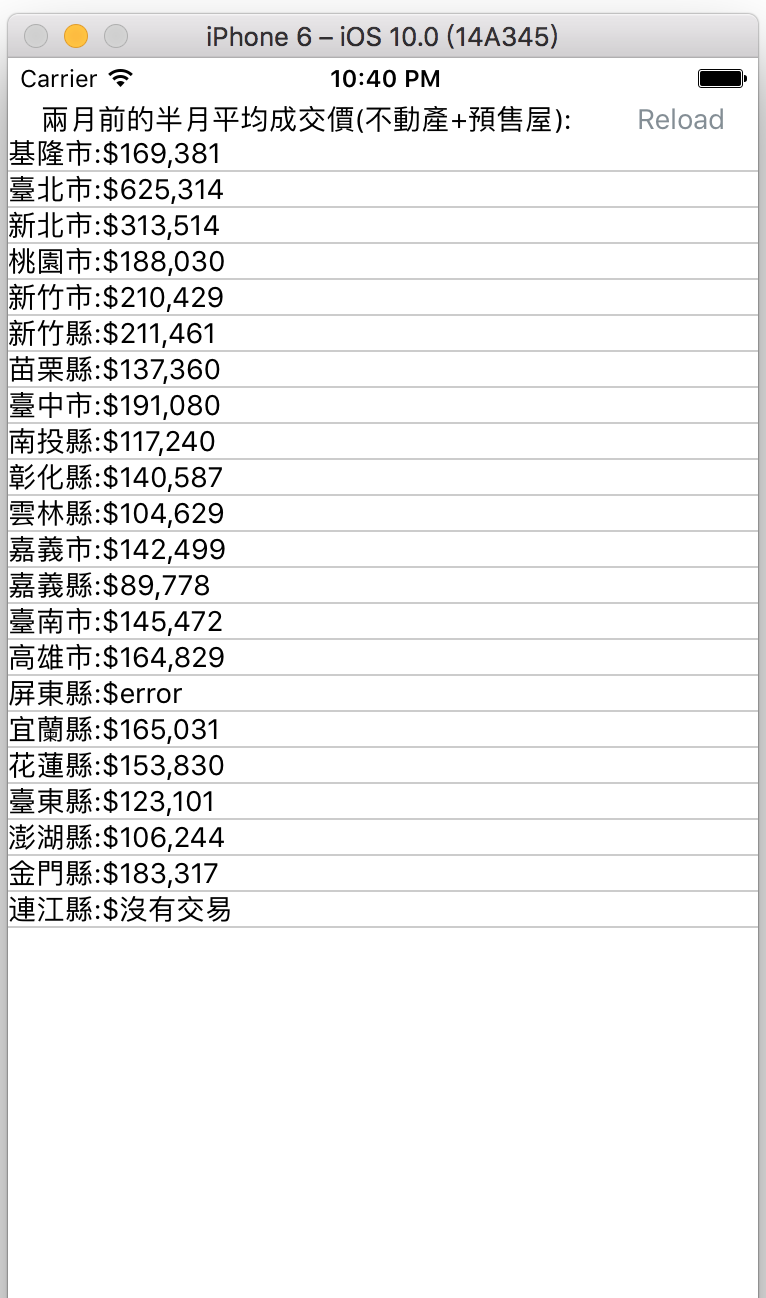 iPhone 6 – iOS 10.0 (14A345)
Carrier 10:40 PM
兩月前的半月平均成交價(不動產+預售屋): Reload
基隆市:$169,381
臺北市:$625,314
新北市:$313,514
桃園市:$188,030
新竹市:$210,429
新竹縣:$211,461
苗栗縣:$137,360
臺中市:$191,080
南投縣:$117,240
彰化縣:$140,587
雲林縣:$104,629
嘉義市:$142,499
嘉義縣:$89,778
臺南市:$145,472
高雄市:$164,829
屏東縣:$error
宜蘭縣:$165,031
花蓮縣:$153,830
臺東縣:$123,101
澎湖縣:$106,244
金門縣:$183,317
連江縣:$沒有交易